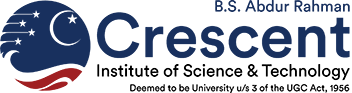 B.S. Abdur Rahman
Crescent
Institute of Science & Technology
Deemed to be University u/s 3 of the UGC Act, 1956